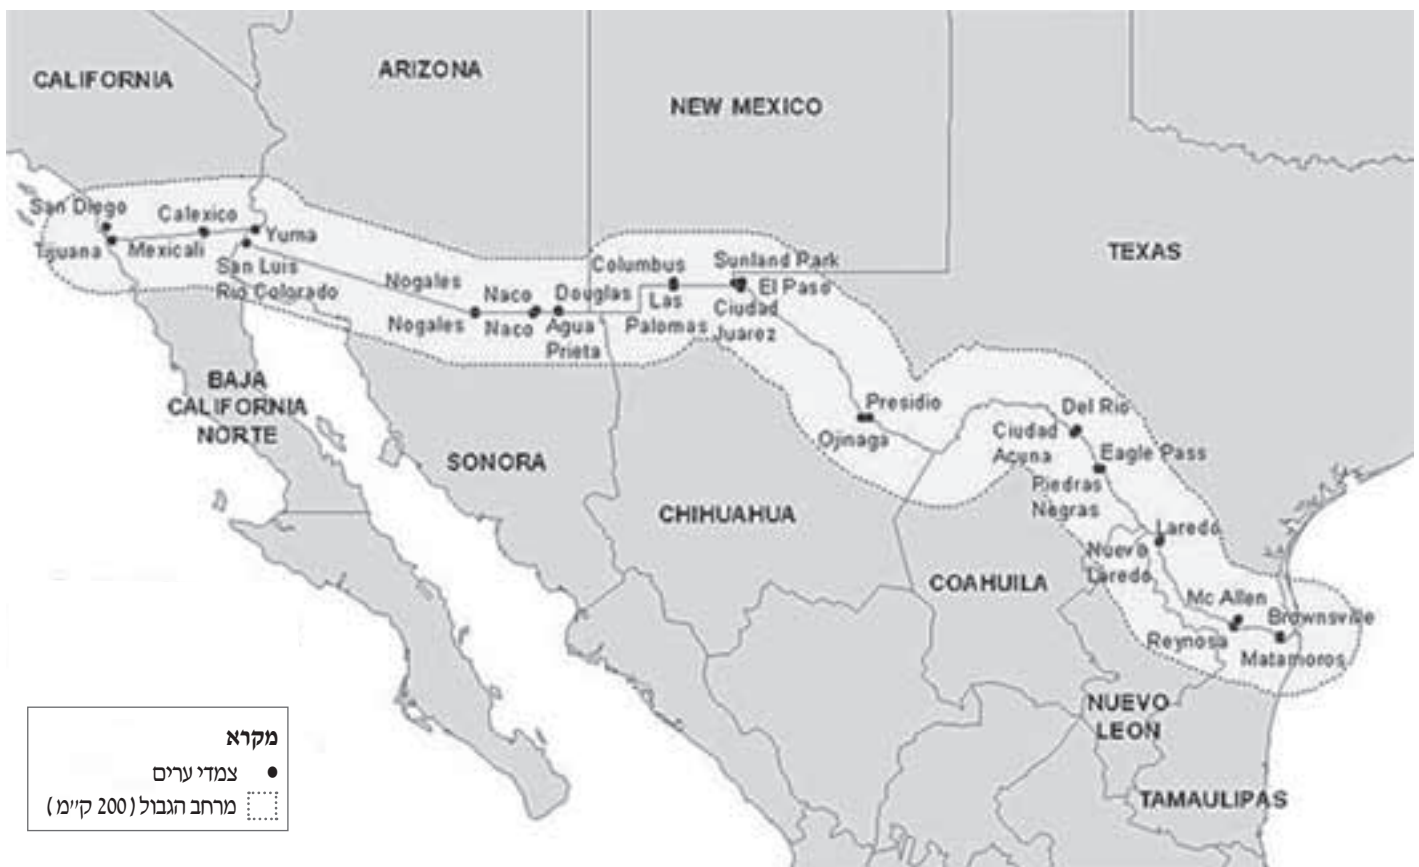 CALIFORNIA
ARIZONA
NEW MEXICO
TEXAS
San Diego
Tijuana
Calexico
Mexicali
Yuma
San Luis
Rio Colorado
Nogales
Nogales
Naco
Naco
Douglas
Agua
Prieta
Columbus
Las
Palomas
Sunland Park
El Paso
Ciudad
Juarez
Presidio
Ojinaga
Del Rio
Ciudad
Acuna
Eagle Pass
Piedras
Negras
Laredo
Nuevo
Laredo
Mc Allen
Reynosa
Brownsville
Matamoros
BAJA
CALIFORNIA
NORTE
SONORA
CHIHUAHUA
COAHUILA
NUEVO
LEON
TAMAULIPAS
מקרא
צמדי ערים
מרחב הגבול (200 ק״מ)